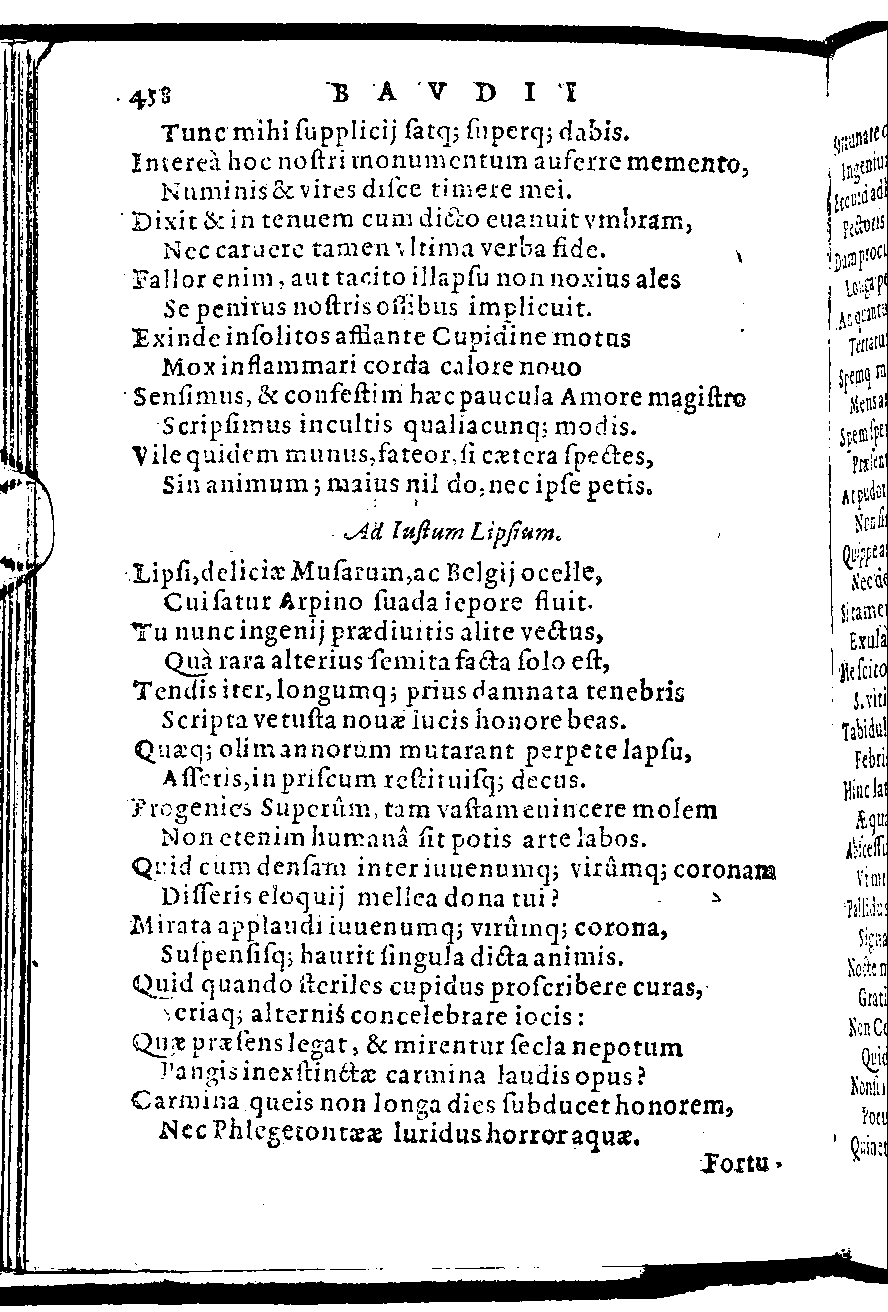 458 BAVDII
Tunc mihi ſupplicij ſatq; ſuperq; dabis.
Intereà hoc noſtri monumentum auferre memento,
Numinis & vires diſce timere mei.
Dixit & in tenuem cum dicto euanuit vmbram,
Nec caruere tamen vltima verba fide.
Fallor enim, aut tacito illapſu non noxius ales
Se penitus noſtris oſſibus implicuit.
Exinde inſolitos afflante Cupidine motus
Mox inflammari corda calore nouo
Senſimus, & confeſtim hæc paucula Amore magiſtro
Scripſimus incultis qualiacunq; modis.
Vile quidem munus, fateor, ſi cætera ſpectes,
Sin animum; maius nil do, nec ipſe petis.
Ad Iuſtum Lipſium.
Lipſi, deliciæ Muſarum, ac Belgij ocelle,
Cui ſatur Arpino ſuada lepore fluit.
Tu nunc ingenij prædiuitis alite vectus,
Quà rara alterius ſemita facta ſolo eſt,
Tendis iter, longumq; prius damnata tenebris
Scripta vetuſta nouæ lucis honore beas.
Quæq; olim annorum mutarant perpete lapſu,
Aſſeris, in priſcum reſtituiſq; decus.
Progenies Superûm, tam vaſtam euincere molem
Non etenim humanâ ſit potis arte labos.
Quid cum denſam inter iuuenumq; virûmq; coronam
Diſſeris eloquij mellea dona tui?
Mirata applaudi iuuenumq; virûmq; corona,
Suſpenſiſq; haurit ſingula dicta animis.
Quid quando ſteriles cupidus proſcribere curas,
Seriaq; alternis concelebrare iocis:
Quæ præſens legat, & mirentur ſecla nepotum
Pangis inexſtinctæ carmina laudis opus?
Carmina queis non longa dies ſubducet honorem,
Nec Phlegetontææ luridus horror aquæ.
Fortu-